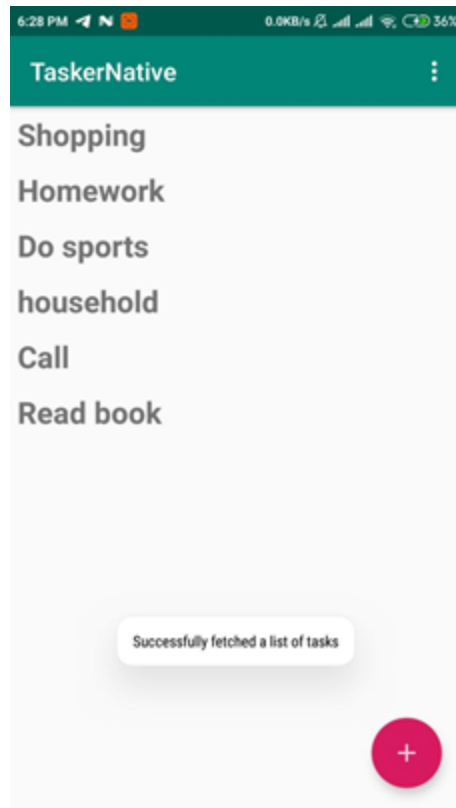 6:28 PM 0.0KB/s 36%
TaskerNative
Shopping
Homework
Do sports
household
Call
Read book
Successfully fetched a list of tasks
+